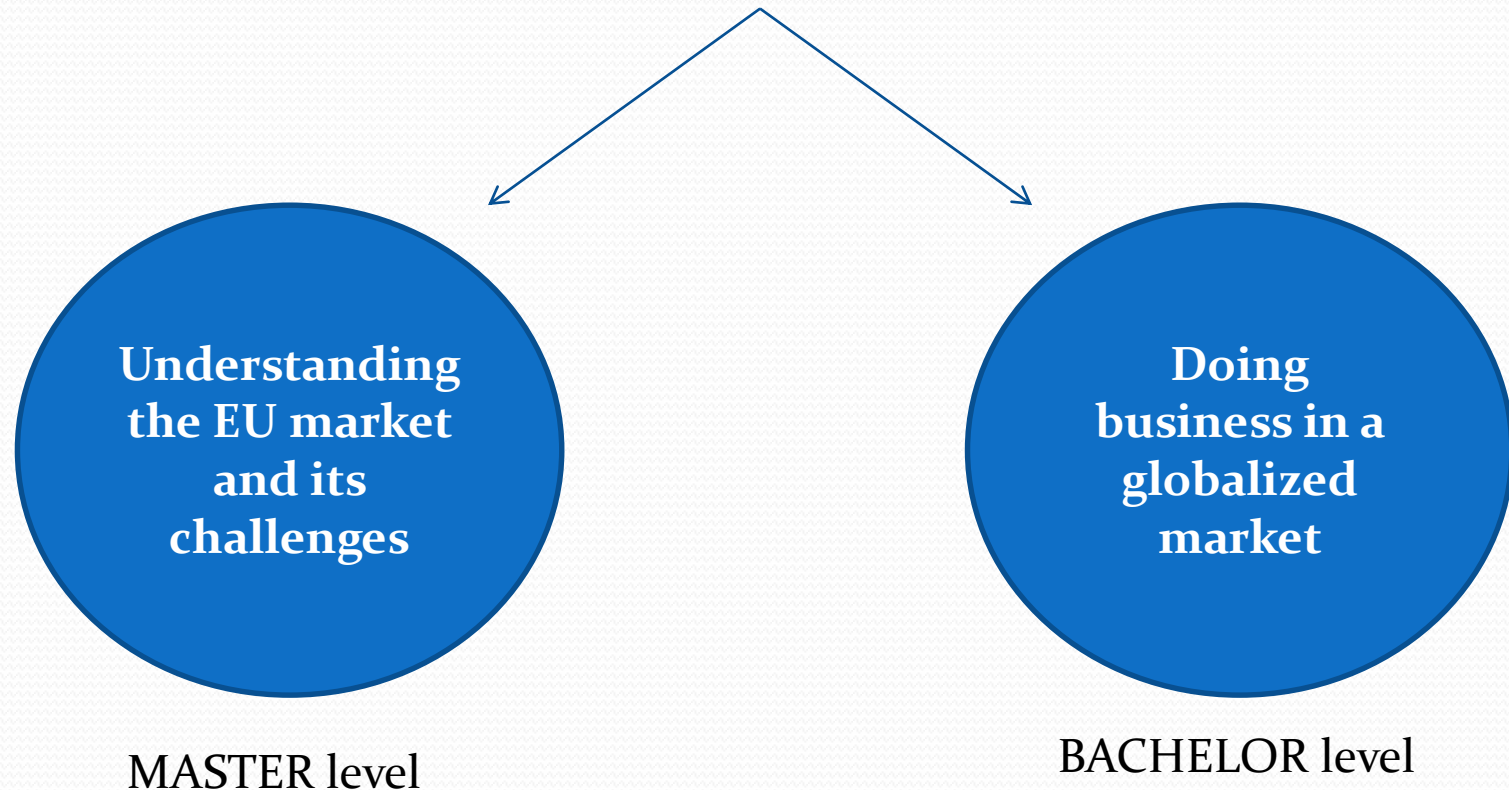 Understanding
the EU market
and its
challenges
MASTER level
Doing
business in a
globalized
market
BACHELOR level